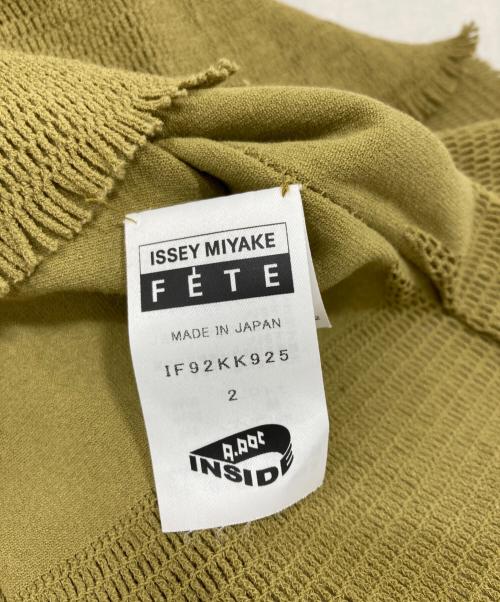 ISSEY MIYAKE
FÊTE
MADE IN JAPAN
IF92KK925
2
A.POC
INSIDE